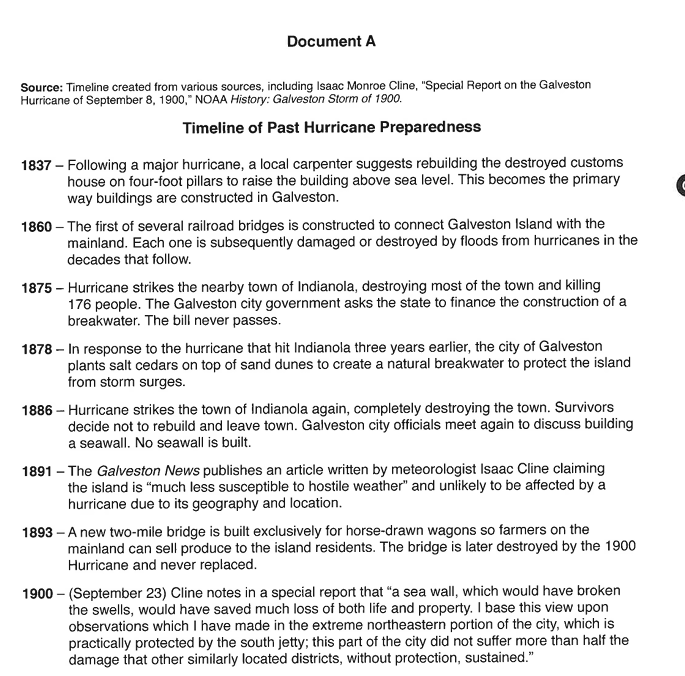 Document A
Source: Timeline created from various sources, including Isaac Monroe Cline, "Special Report on the Galveston
Hurricane of September 8, 1900," NOAA History: Galveston Storm of 1900.
Timeline of Past Hurricane Preparedness
1837 – Following a major hurricane, a local carpenter suggests rebuilding the destroyed customs
house on four-foot pillars to raise the building above sea level. This becomes the primary
way buildings are constructed in Galveston.
1860 – The first of several railroad bridges is constructed to connect Galveston Island with the
mainland. Each one is subsequently damaged or destroyed by floods from hurricanes in the
decades that follow.
1875 – Hurricane strikes the nearby town of Indianola, destroying most of the town and killing
176 people. The Galveston city government asks the state to finance the construction of a
breakwater. The bill never passes.
1878 – In response to the hurricane that hit Indianola three years earlier, the city of Galveston
plants salt cedars on top of sand dunes to create a natural breakwater to protect the island
from storm surges.
1886 – Hurricane strikes the town of Indianola again, completely destroying the town. Survivors
decide not to rebuild and leave town. Galveston city officials meet again to discuss building
a seawall. No seawall is built.
1891 – The Galveston News publishes an article written by meteorologist Isaac Cline claiming
the island is "much less susceptible to hostile weather" and unlikely to be affected by a
hurricane due to its geography and location.
1893 – A new two-mile bridge is built exclusively for horse-drawn wagons so farmers on the
mainland can sell produce to the island residents. The bridge is later destroyed by the 1900
Hurricane and never replaced.
1900 – (September 23) Cline notes in a special report that "a sea wall, which would have broken
the swells, would have saved much loss of both life and property. I base this view upon
observations which I have made in the extreme northeastern portion of the city, which is
practically protected by the south jetty; this part of the city did not suffer more than half the
damage that other similarly located districts, without protection, sustained."